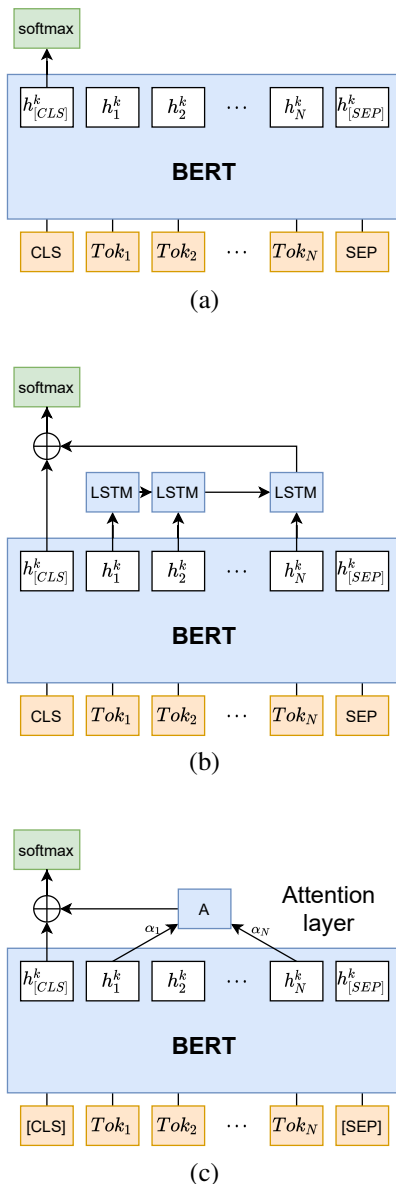 softmax
h^k_{[CLS]} h^k_1 h^k_2 ... h^k_N h^k_{[SEP]}
BERT
CLS Tok_1 Tok_2 ... Tok_N SEP
(a)
softmax
LSTM LSTM LSTM
h^k_{[CLS]} h^k_1 h^k_2 ... h^k_N h^k_{[SEP]}
BERT
CLS Tok_1 Tok_2 ... Tok_N SEP
(b)
softmax
A
Attention
layer
α_1 α_N
h^k_{[CLS]} h^k_1 h^k_2 ... h^k_N h^k_{[SEP]}
BERT
[CLS] Tok_1 Tok_2 ... Tok_N [SEP]
(c)